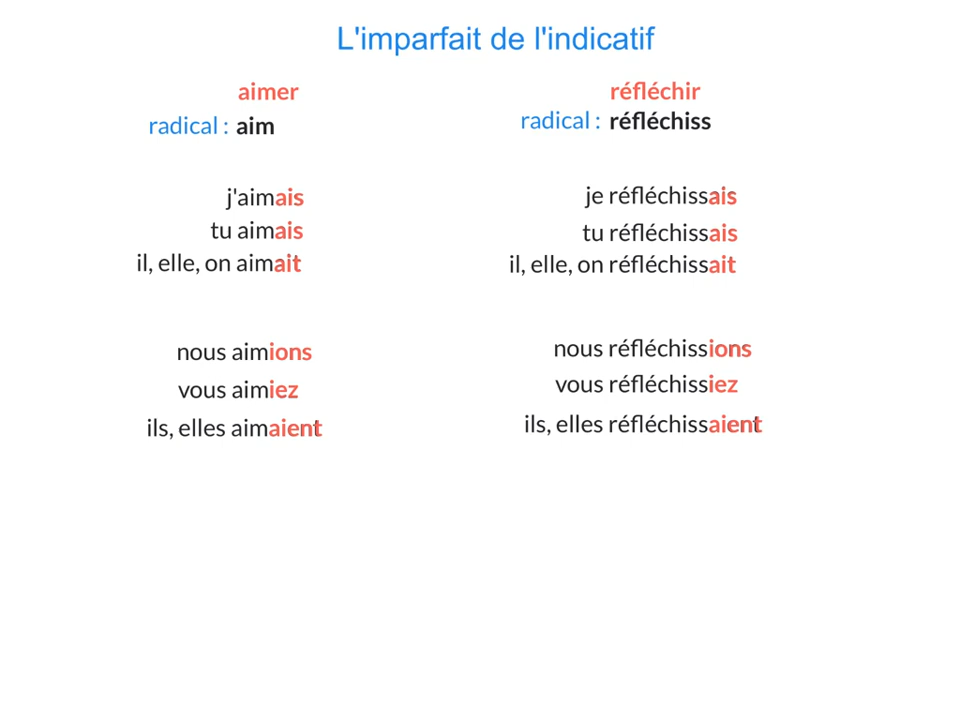 L'imparfait de l'indicatif
aimer
radical : aim
j'aimais
tu aimais
il, elle, on aimait
nous aimions
vous aimiez
ils, elles aimaient
réfléchir
radical : réfléchiss
je réfléchissais
tu réfléchissais
il, elle, on réfléchissait
nous réfléchissions
vous réfléchissiez
ils, elles réfléchissaient